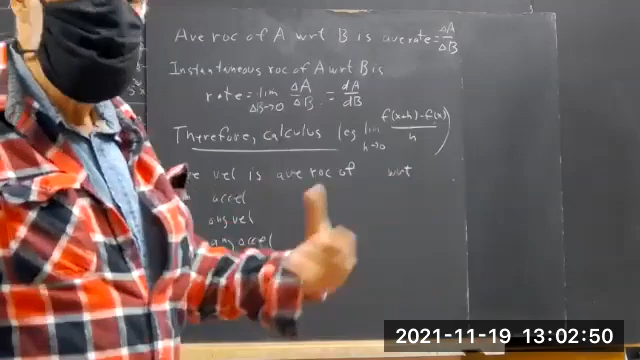 Ave roc of A wrt B is ave rate = ΔA/ΔB
Instantaneous roc of A wrt B is
rate = lim ΔB→0 ΔA/ΔB = dA/dB
Therefore, calculus (eg lim h→0 f(x+h)-f(x)/h)
vel is ave roc of wrt
accel
ang vel
ang accel
2021-11-19 13:02:50